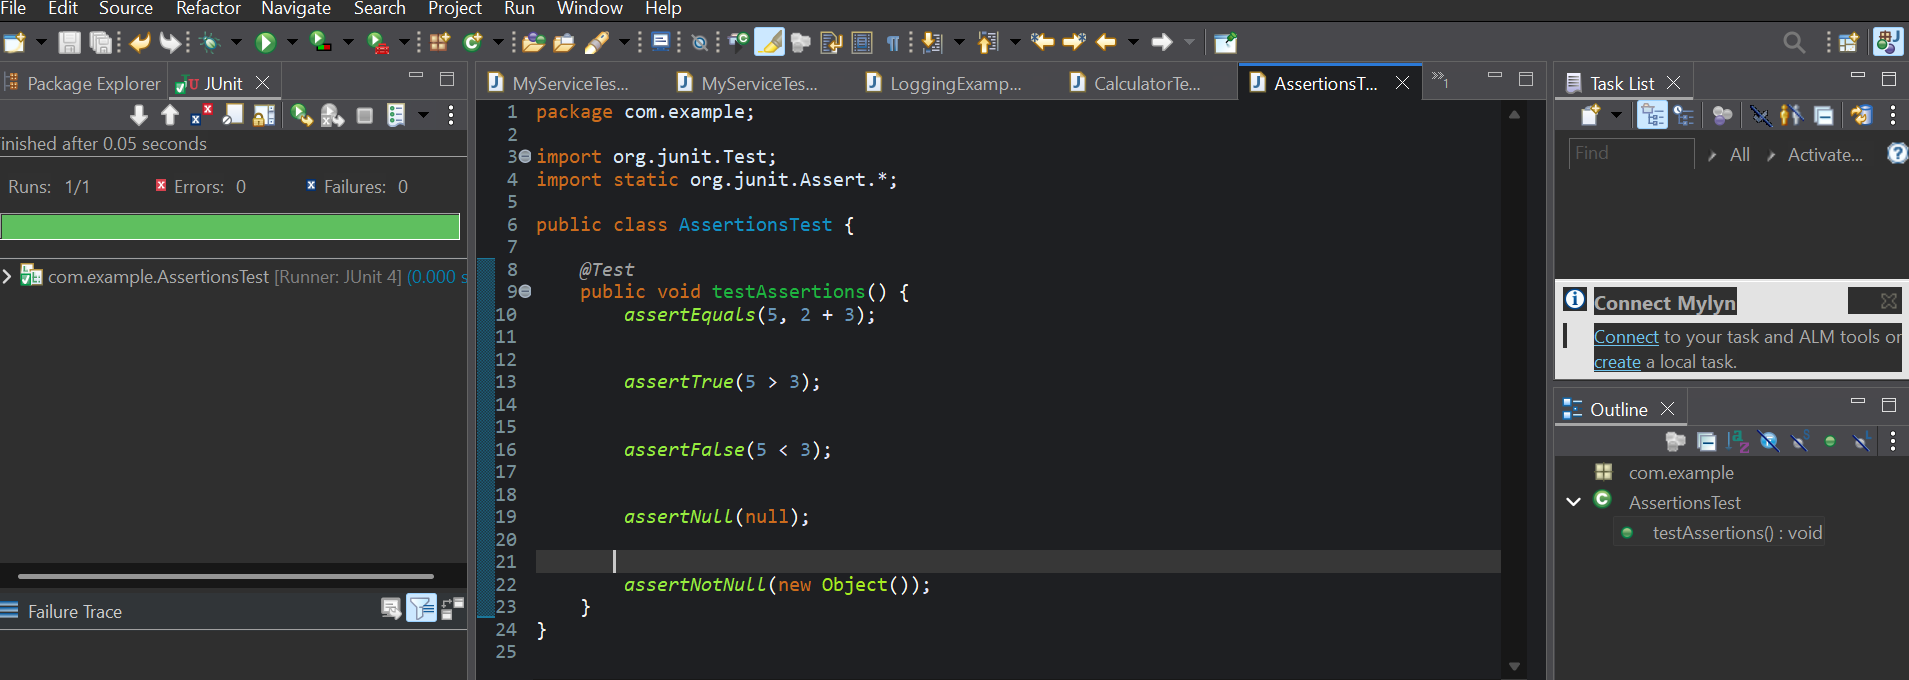 File Edit Source Refactor Navigate Search Project Run Window Help
Package Explorer JUnit
inished after 0.05 seconds
Runs: 1/1 Errors: 0 Failures: 0
com.example.AssertionsTest [Runner: JUnit 4] (0.000 s
Failure Trace
MyServiceTes... MyServiceTes... LoggingExamp... CalculatorTe... AssertionsT... »1
1 package com.example;
2
3 import org.junit.Test;
4 import static org.junit.Assert.*;
5
6 public class AssertionsTest {
7
8 @Test
9 public void testAssertions() {
10 assertEquals(5, 2 + 3);
11
12
13 assertTrue(5 > 3);
14
15
16 assertFalse(5 < 3);
17
18
19 assertNull(null);
20
21
22 assertNotNull(new Object());
23 }
24 }
25
Task List
Find All Activate...
Connect Mylyn
Connect to your task and ALM tools or
create a local task.
Outline
com.example
AssertionsTest
testAssertions() : void